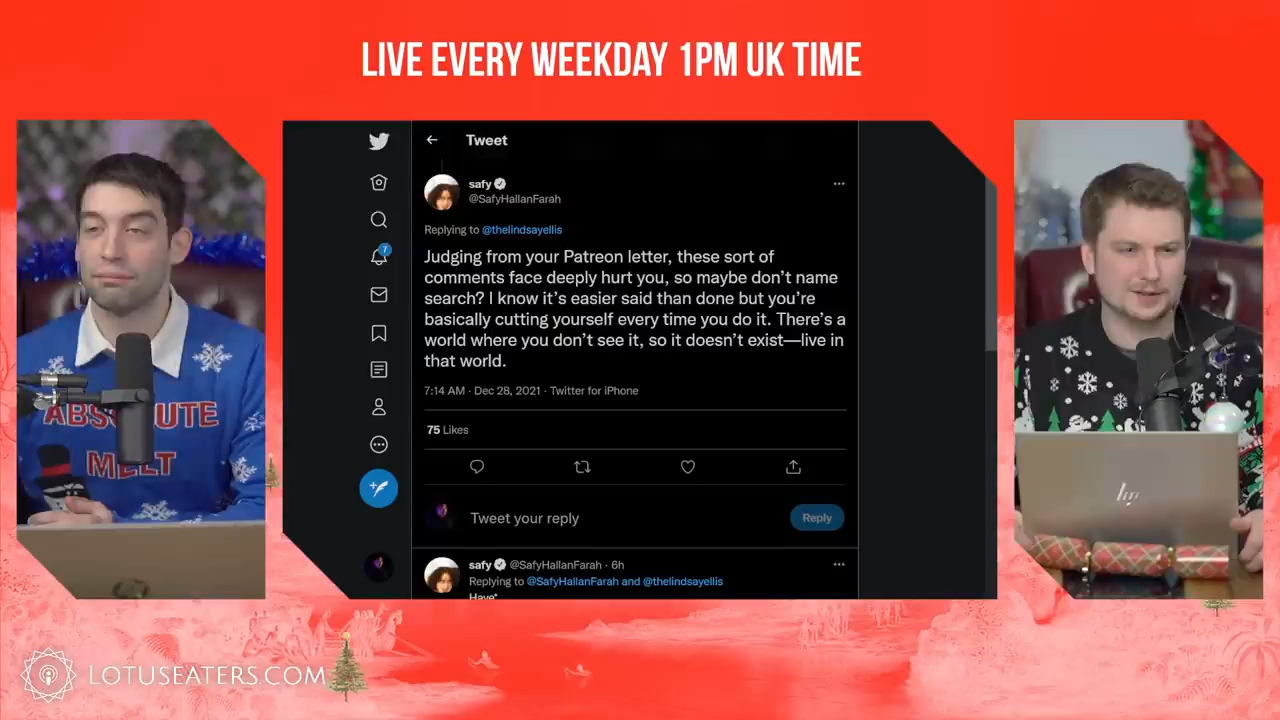 LIVE EVERY WEEKDAY 1PM UK TIME
Tweet
safy
@SafyHallanFarah
Replying to @thelindsayellis
Judging from your Patreon letter, these sort of
comments face deeply hurt you, so maybe don't name
search? I know it's easier said than done but you're
basically cutting yourself every time you do it. There's a
world where you don't see it, so it doesn't exist—live in
that world.
7:14 AM · Dec 28, 2021 · Twitter for iPhone
75 Likes
Tweet your reply
Reply
safy @SafyHallanFarah · 6h
Replying to @SafyHallanFarah and @thelindsayellis
Have*
7
ABS UTE
MELT
hp
LOTUSEATERS.COM